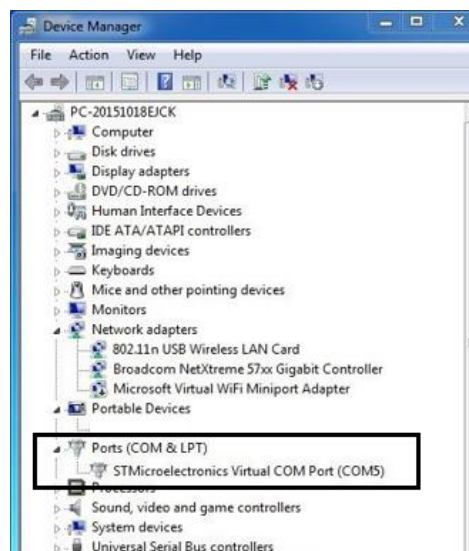 Device Manager
File Action View Help
PC-20151018EJCK
Computer
Disk drives
Display adapters
DVD/CD-ROM drives
Human Interface Devices
IDE ATA/ATAPI controllers
Imaging devices
Keyboards
Mice and other pointing devices
Monitors
Network adapters
802.11n USB Wireless LAN Card
Broadcom NetXtreme 57xx Gigabit Controller
Microsoft Virtual WiFi Miniport Adapter
Portable Devices
Ports (COM & LPT)
STMicroelectronics Virtual COM Port (COM5)
Processors
Sound, video and game controllers
System devices
Universal Serial Bus controllers